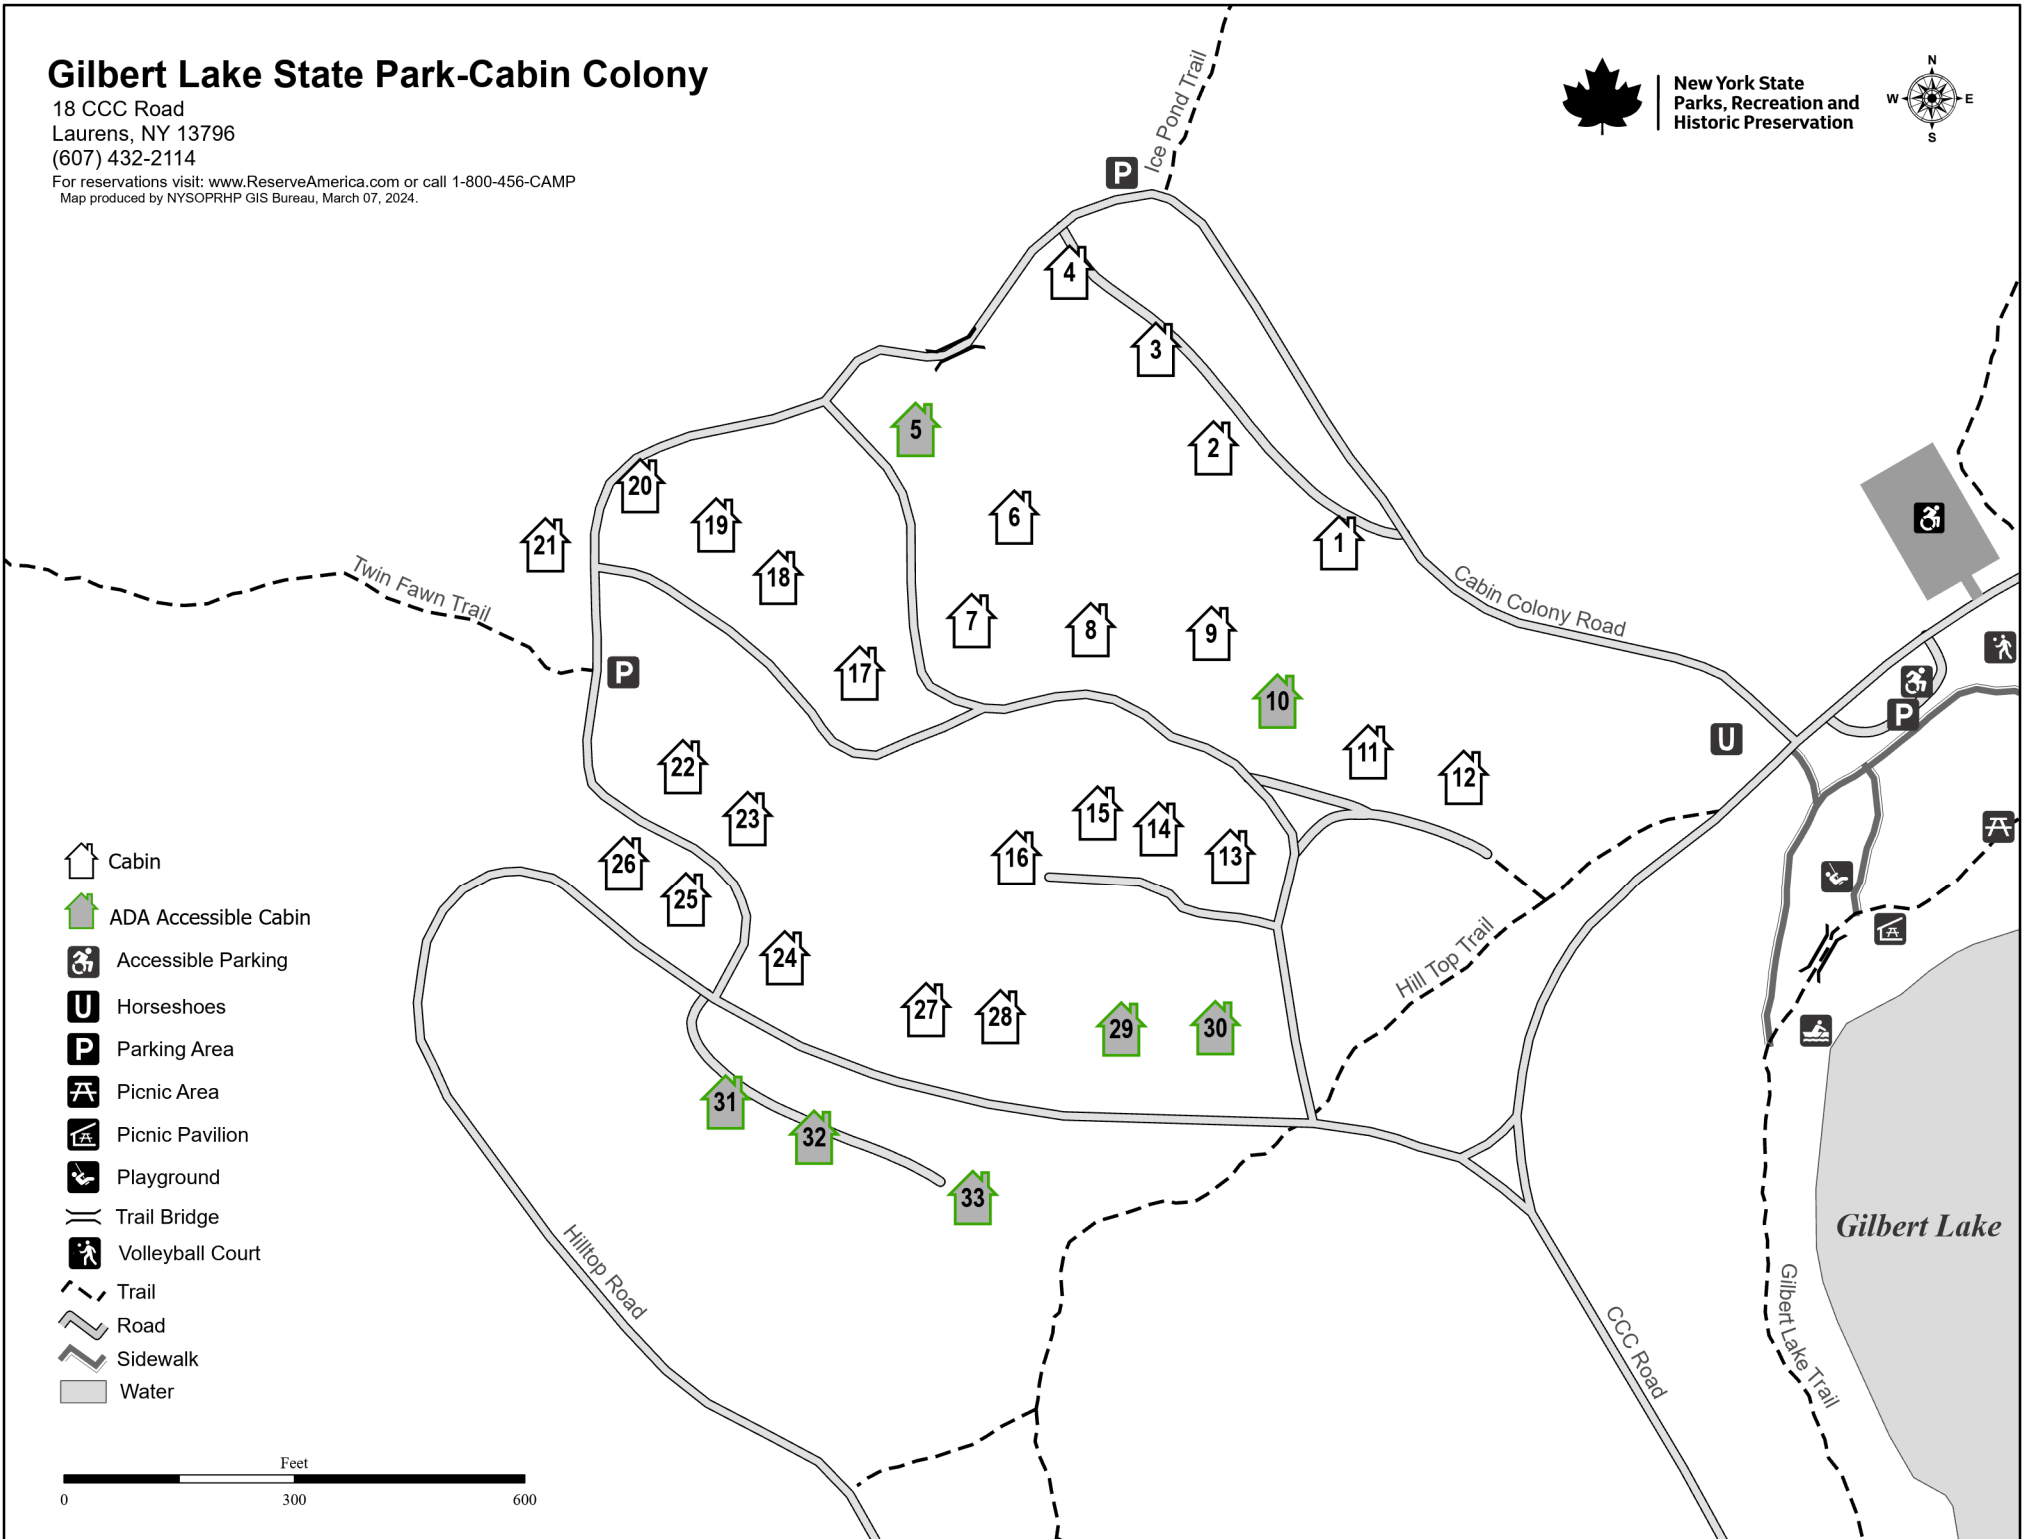 Gilbert Lake State Park-Cabin Colony
18 CCC Road
Laurens, NY 13796
(607) 432-2114
For reservations visit: www.ReserveAmerica.com or call 1-800-456-CAMP
Map produced by NYSOPRHP GIS Bureau, March 07, 2024.
New York State
Parks, Recreation and
Historic Preservation
N
W
E
S
Ice Pond Trail
P
4
3
5
2
20
19
6
21
1
18
Twin Fawn Trail
Cabin Colony Road
7
8
9
17
P
10
P
11
U
22
12
23
15
14
13
16
26
25
24
Hill Top Trail
27
28
29
30
31
32
33
Hilltop Road
Gilbert Lake
Gilbert Lake Trail
CCC Road
Cabin
ADA Accessible Cabin
Accessible Parking
U Horseshoes
P Parking Area
Picnic Area
Picnic Pavilion
Playground
Trail Bridge
Volleyball Court
Trail
Road
Sidewalk
Water
Feet
0 300 600